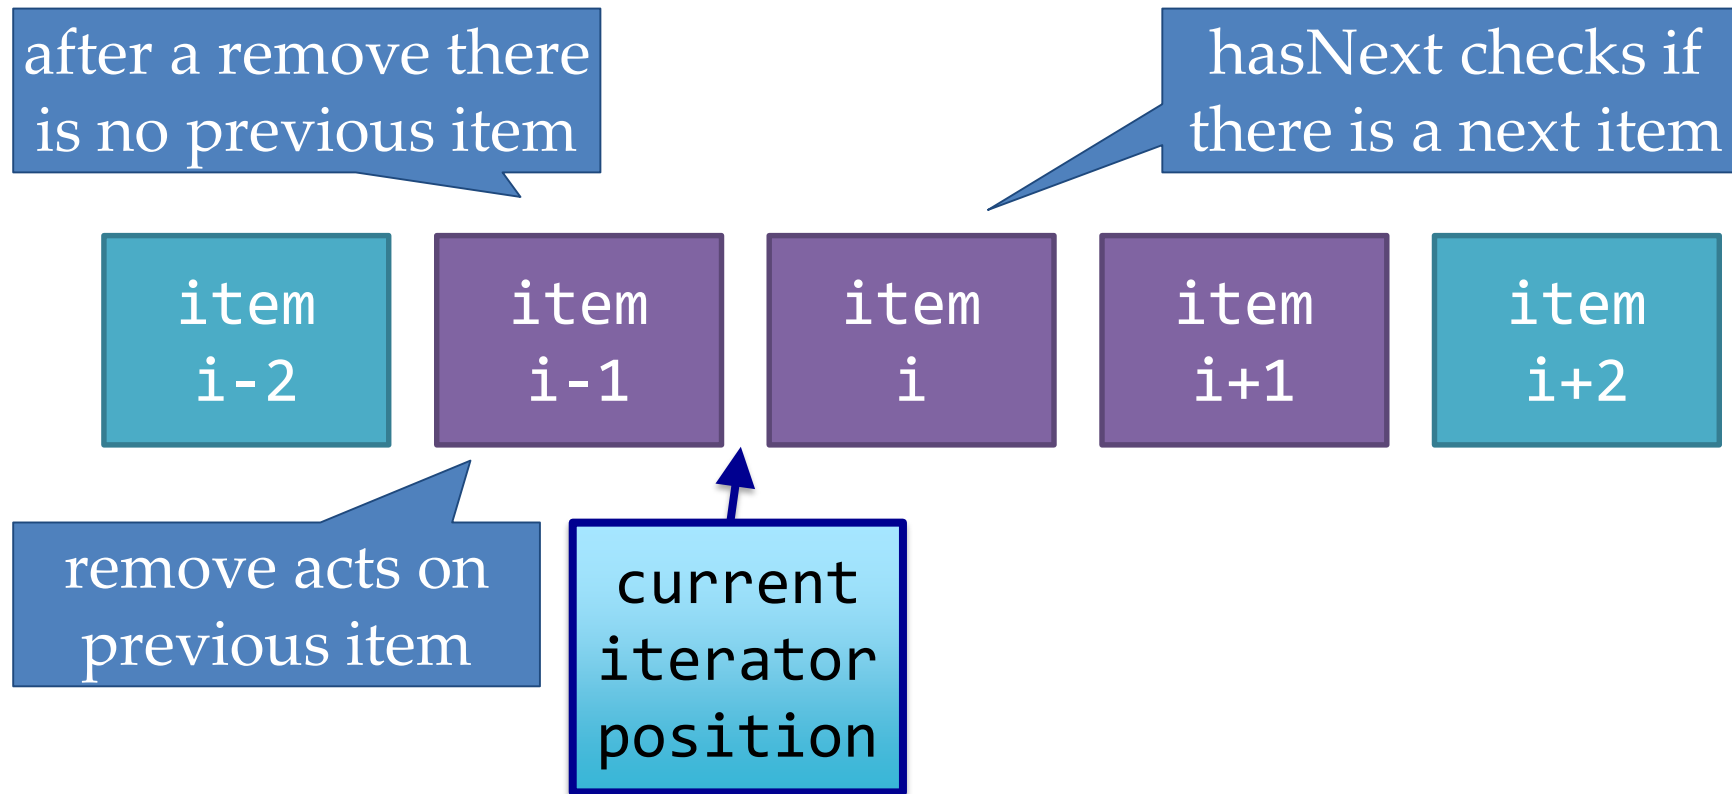 after a remove there
is no previous item
hasNext checks if
there is a next item
item
i-2
item
i-1
item
i
item
i+1
item
i+2
remove acts on
previous item
current
iterator
position